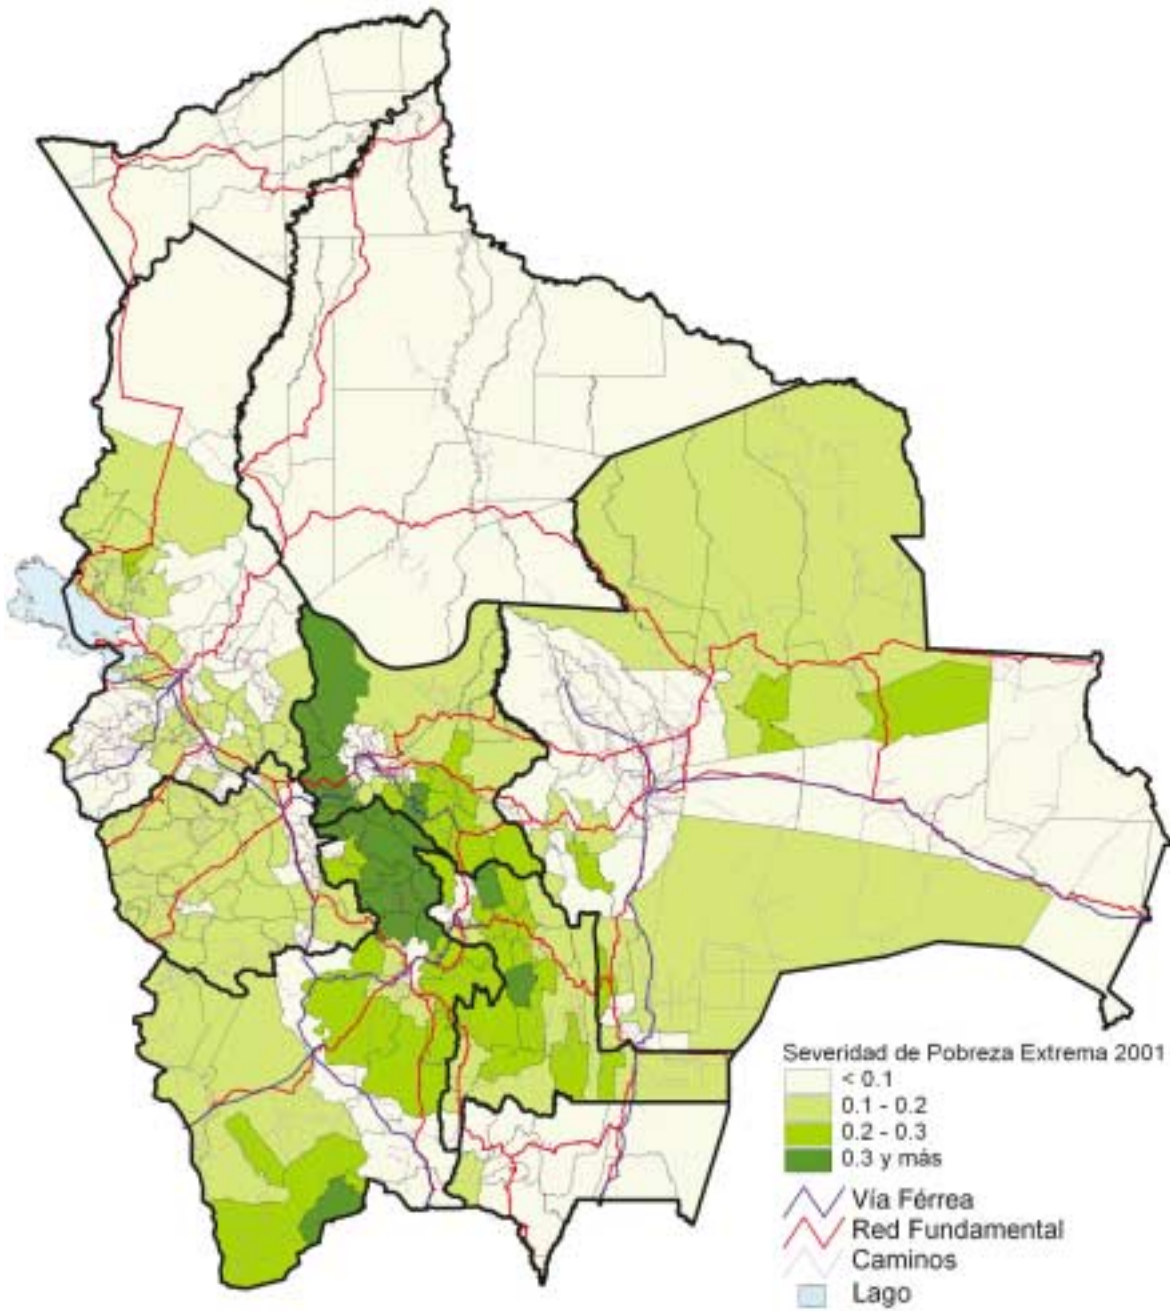 Severidad de Pobreza Extrema 2001
< 0.1
0.1 - 0.2
0.2 - 0.3
0.3 y más
Vía Férrea
Red Fundamental
Caminos
Lago